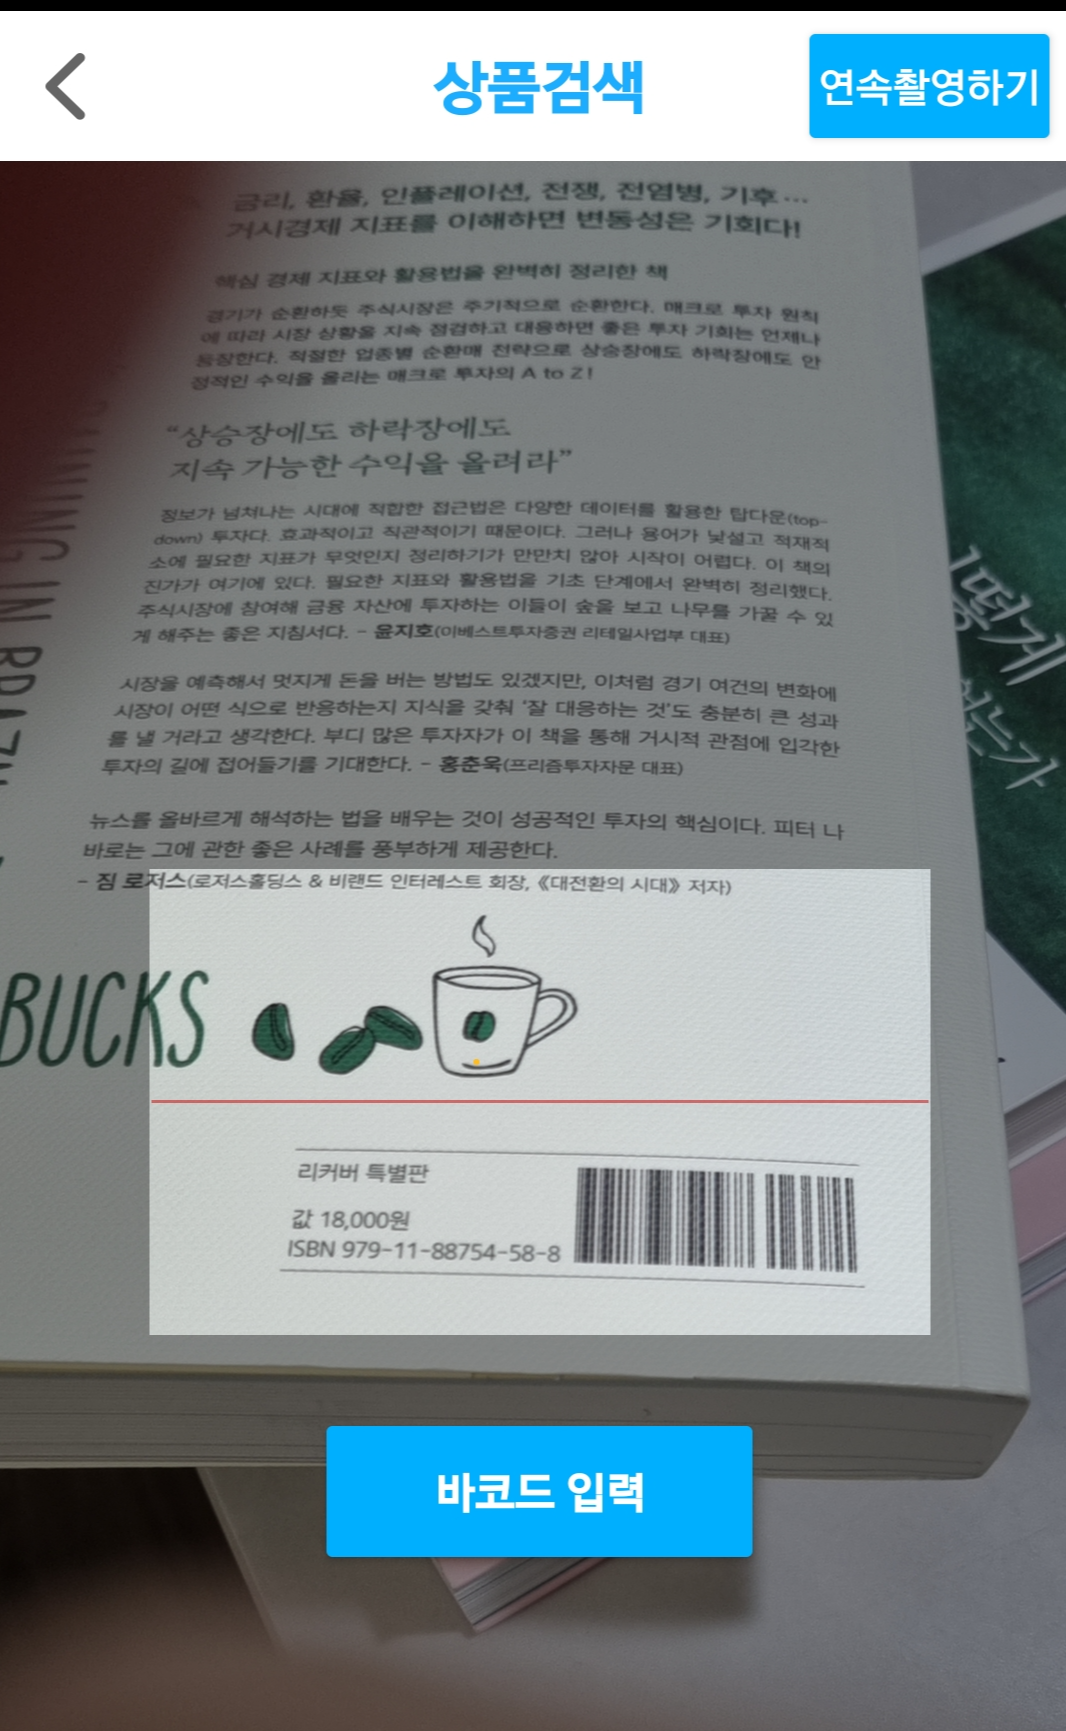 상품검색
연속촬영하기
금리, 환율, 인플레이션, 전쟁, 전염병, 기후…
거시경제 지표를 이해하면 변동성은 기회다!
핵심 경제 지표와 활용법을 완벽히 정리한 책
경기가 순환하듯 주식시장은 주기적으로 순환한다. 매크로 투자 원칙
에 따라 시장 상황을 지속 점검하고 대응하면 좋은 투자 기회는 언제나
등장한다. 적절한 업종별 순환매 전략으로 상승장에도 하락장에도 안
정적인 수익을 올리는 매크로 투자의 A to Z!
“상승장에도 하락장에도
지속 가능한 수익을 올려라”
정보가 넘쳐나는 시대에 적합한 접근법은 다양한 데이터를 활용한 탑다운(top-
down) 투자다. 효과적이고 직관적이기 때문이다. 그러나 용어가 낯설고 적재적
소에 필요한 지표가 무엇인지 정리하기가 만만치 않아 시작이 어렵다. 이 책의
진가가 여기에 있다. 필요한 지표와 활용법을 기초 단계에서 완벽히 정리했다.
주식시장에 참여해 금융 자산에 투자하는 이들이 숲을 보고 나무를 가꿀 수 있
게 해주는 좋은 지침서다. - 윤지호(이베스트투자증권 리테일사업부 대표)
시장을 예측해서 멋지게 돈을 버는 방법도 있겠지만, 이처럼 경기 여건의 변화에
시장이 어떤 식으로 반응하는지 지식을 갖춰 ‘잘 대응하는 것’도 충분히 큰 성과
를 낼 거라고 생각한다. 부디 많은 투자자가 이 책을 통해 거시적 관점에 입각한
투자의 길에 접어들기를 기대한다. - 홍춘욱(프리즘투자자문 대표)
뉴스를 올바르게 해석하는 법을 배우는 것이 성공적인 투자의 핵심이다. 피터 나
바로는 그에 관한 좋은 사례를 풍부하게 제공한다.
- 짐 로저스(로저스홀딩스 & 비랜드 인터레스트 회장, 《대전환의 시대》 저자)
BUCKS
리커버 특별판
값 18,000원
ISBN 979-11-88754-58-8
바코드 입력